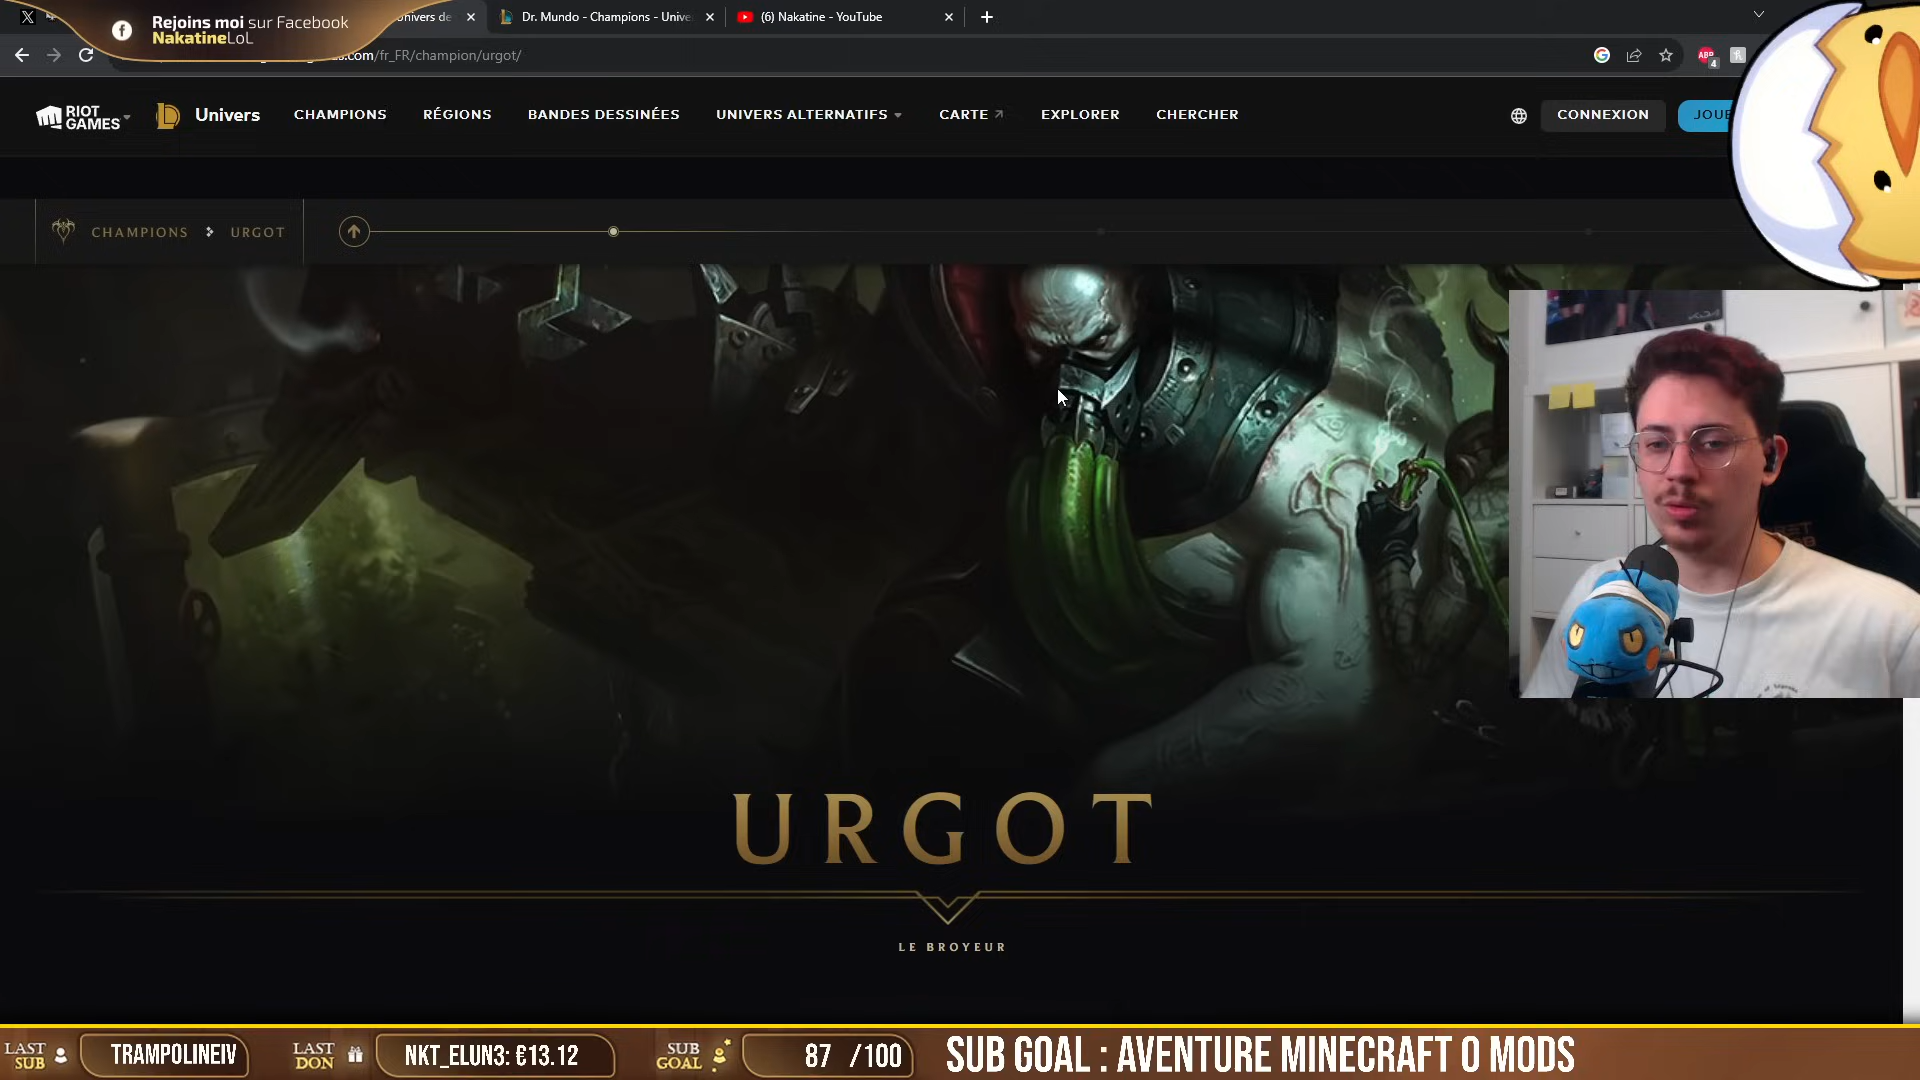 Rejoins moi sur Facebook
NakatineLoL
nivers de
Dr. Mundo - Champions - Unive
(6) Nakatine - YouTube
.com/fr_FR/champion/urgot/
ABP
4
RIOT
GAMES
Univers
CHAMPIONS
RÉGIONS
BANDES DESSINÉES
UNIVERS ALTERNATIFS
CARTE
EXPLORER
CHERCHER
CONNEXION
JOUE
CHAMPIONS
URGOT
URGOT
LE BROYEUR
LAST
SUB
TRAMPOLINEIV
LAST
DON
NKT_ELUN3: €13.12
SUB
GOAL
87 /100
SUB GOAL : AVENTURE MINECRAFT 0 MODS